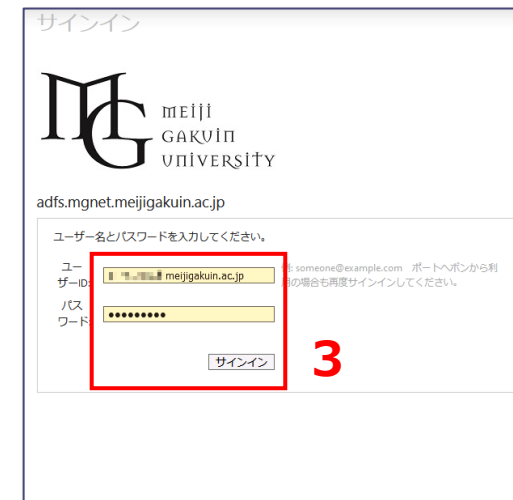 サインイン
MG
MEIJI
GAKUIN
UNIVERSITY
adfs.mgnet.meijigakuin.ac.jp
ユーザー名とパスワードを入力してください。
ユー
ザーID:
meijigakuin.ac.jp
someone@example.com ポートヘボンから利
用の場合も再度サインインしてください。
パス
ワード:
●●●●●●●●●
サインイン
3